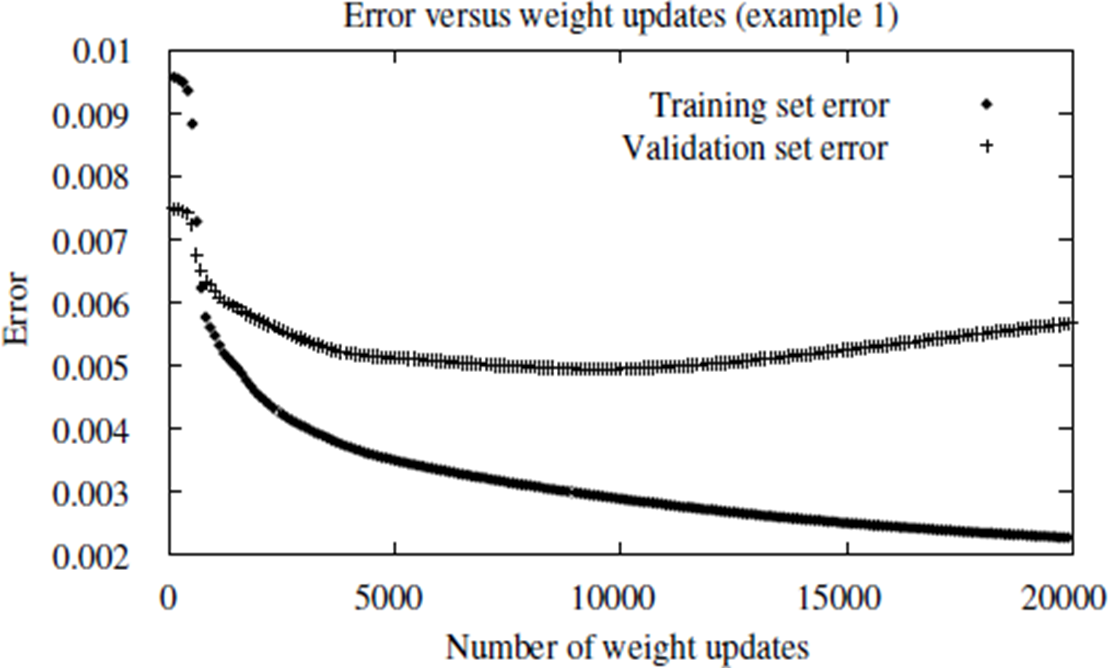 Error versus weight updates (example 1)
0.01
0.009
0.008
0.007
0.006
0.005
0.004
0.003
0.002
Error
Training set error
Validation set error
0 5000 10000 15000 20000
Number of weight updates